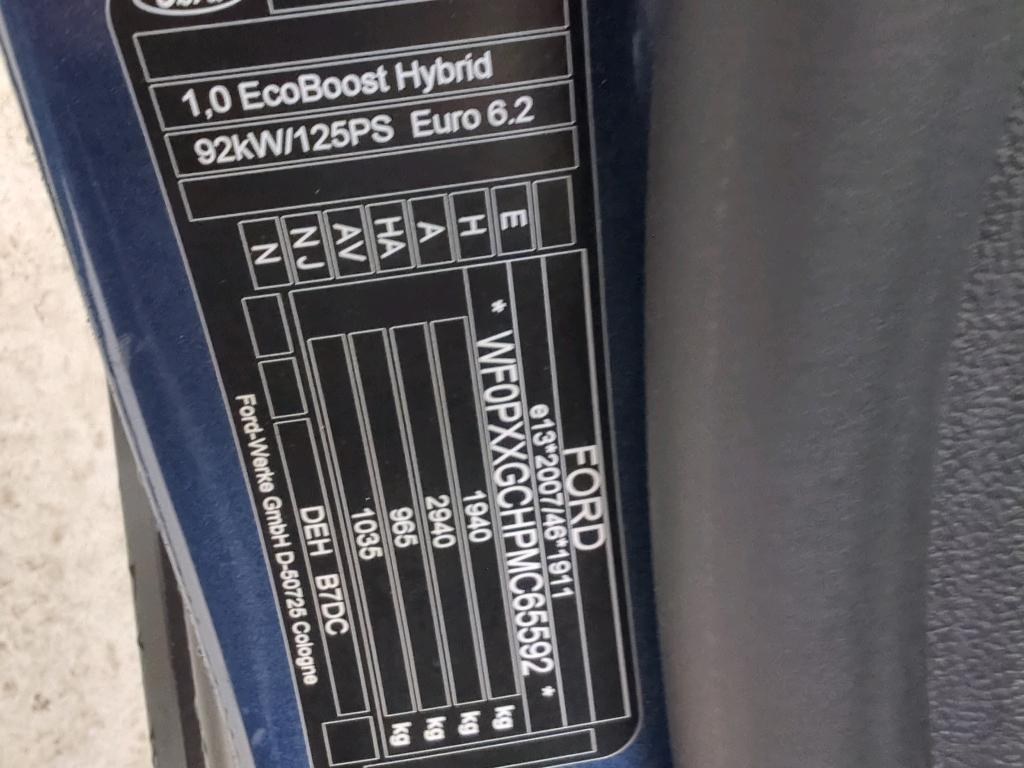 1,0 EcoBoost Hybrid
92kW/125PS Euro 6.2
FORD
E
e13*2007/46*1911
H
* WF0PXXGCHPMC65592 *
A
1940 kg
HA
2940 kg
AV
965 kg
NJ
1035 kg
N
DEH B7DC
Ford-Werke GmbH D-50725 Cologne